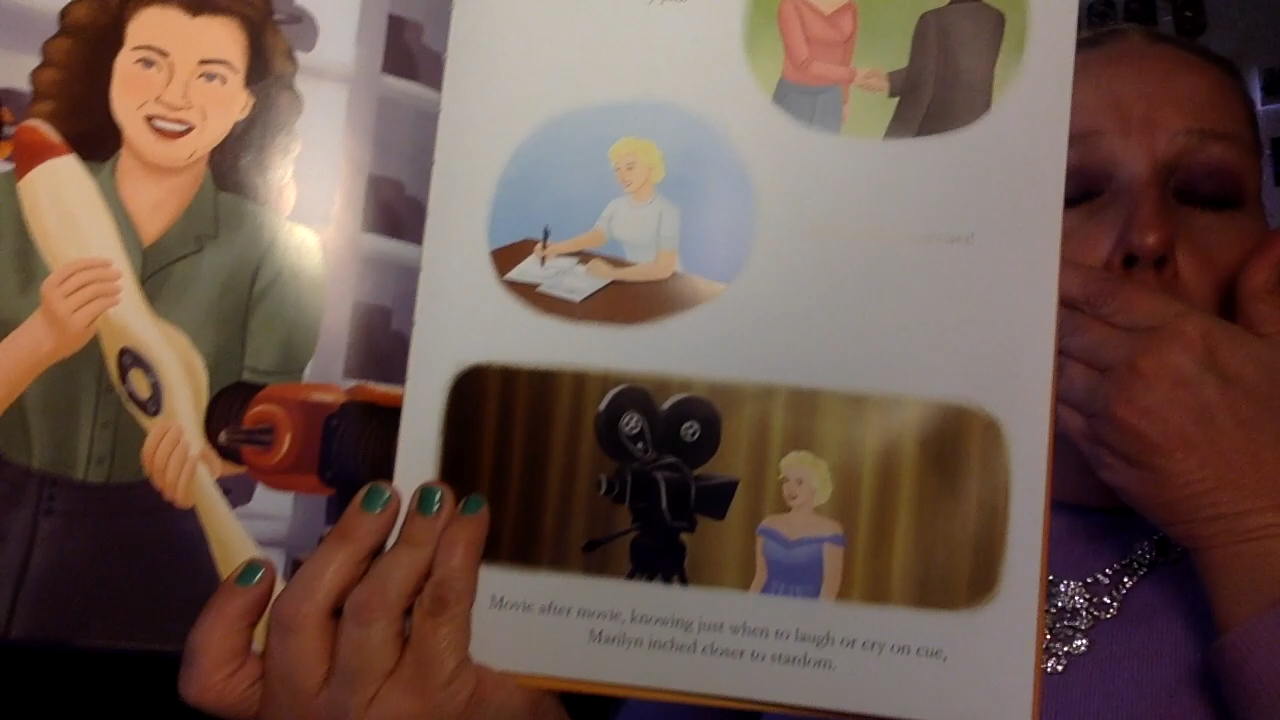 Movie after movie, knowing just when to laugh or cry on cue,
Marilyn inched closer to stardom.